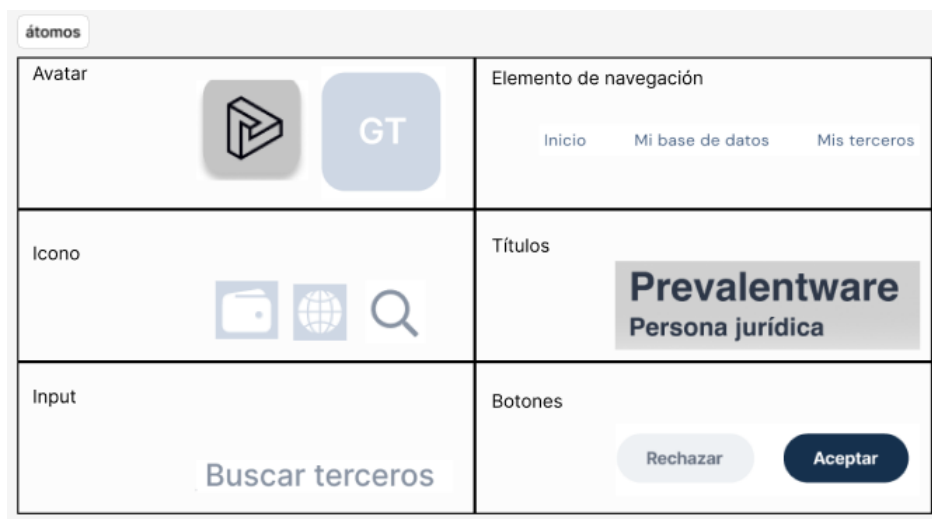 átomos
Avatar
GT
Elemento de navegación
Inicio Mi base de datos Mis terceros
Icono
Títulos
Prevalentware
Persona jurídica
Input
Buscar terceros
Botones
Rechazar Aceptar